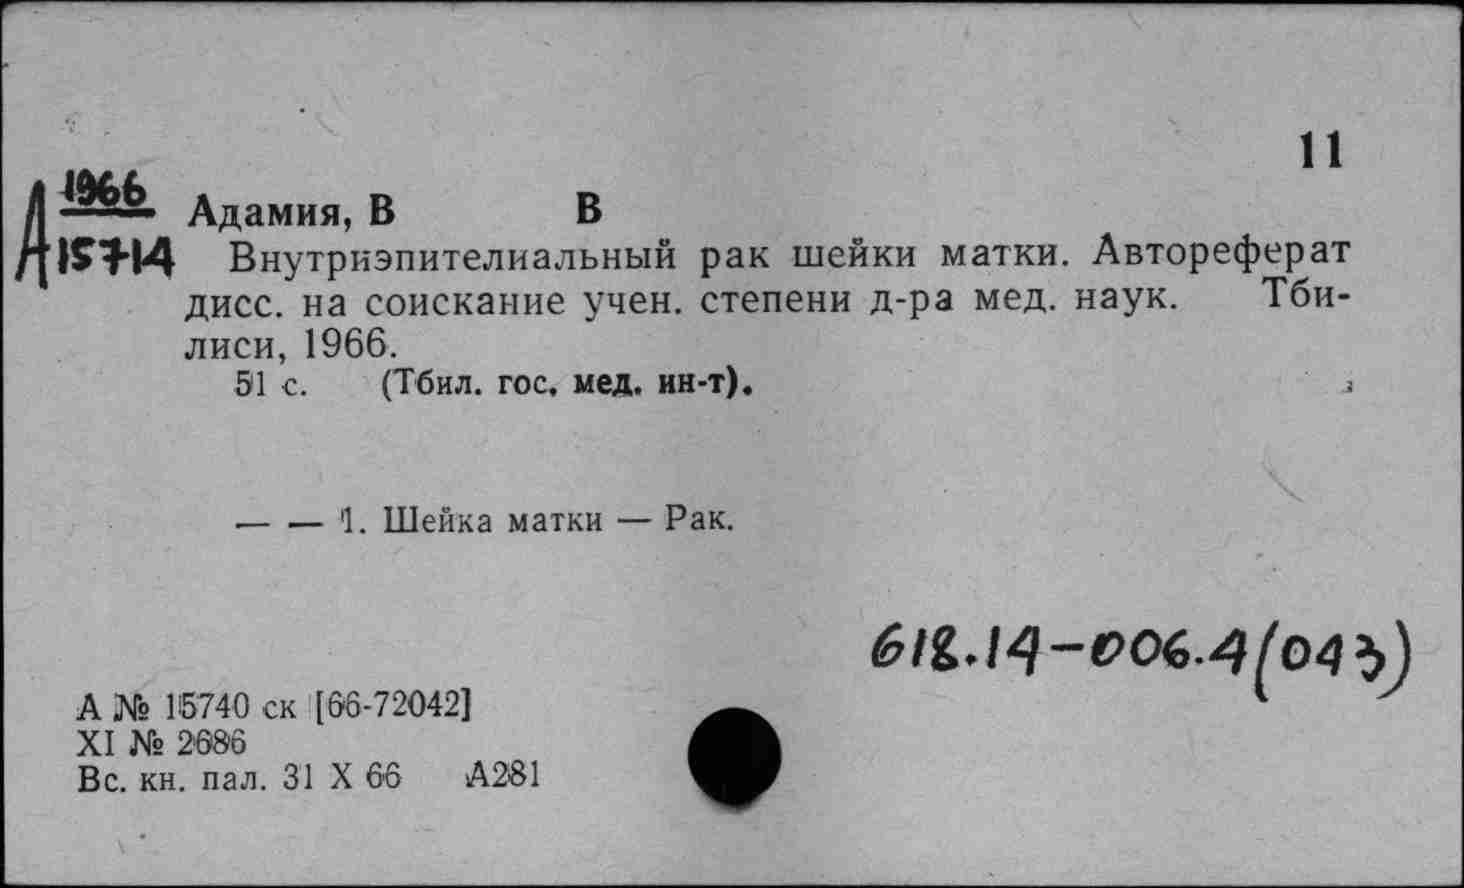 11
А 1966
А 15714
Адамия, В В
Внутриэпителиальный рак шейки матки. Автореферат
дисс. на соискание учен. степени д-ра мед. наук. Тби-
лиси, 1966.
51 с. (Тбил. гос. мед. ин-т).
— — 1. Шейка матки — Рак.
618.14-006.4(043)
А № 15740 ск [66-72042]
XI № 2686
Вс. кн. пал. 31 X 66 А281